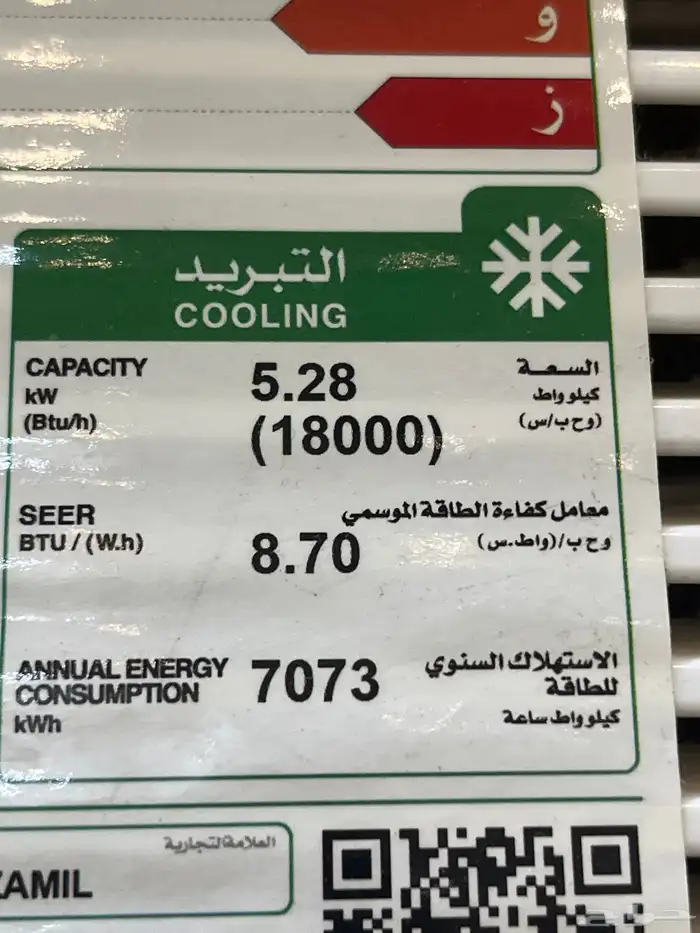 و
ز
التبريد
COOLING
CAPACITY 5.28 السعة
kW كيلو واط
(Btu/h) (18000) (وح ب/س)
SEER معامل كفاءة الطاقة الموسمي
BTU / (W.h) 8.70 وح ب/(واط.س)
ANNUAL ENERGY 7073 الاستهلاك السنوي
CONSUMPTION للطاقة
kWh كيلو واط ساعة
العلامة التجارية
ZAMIL